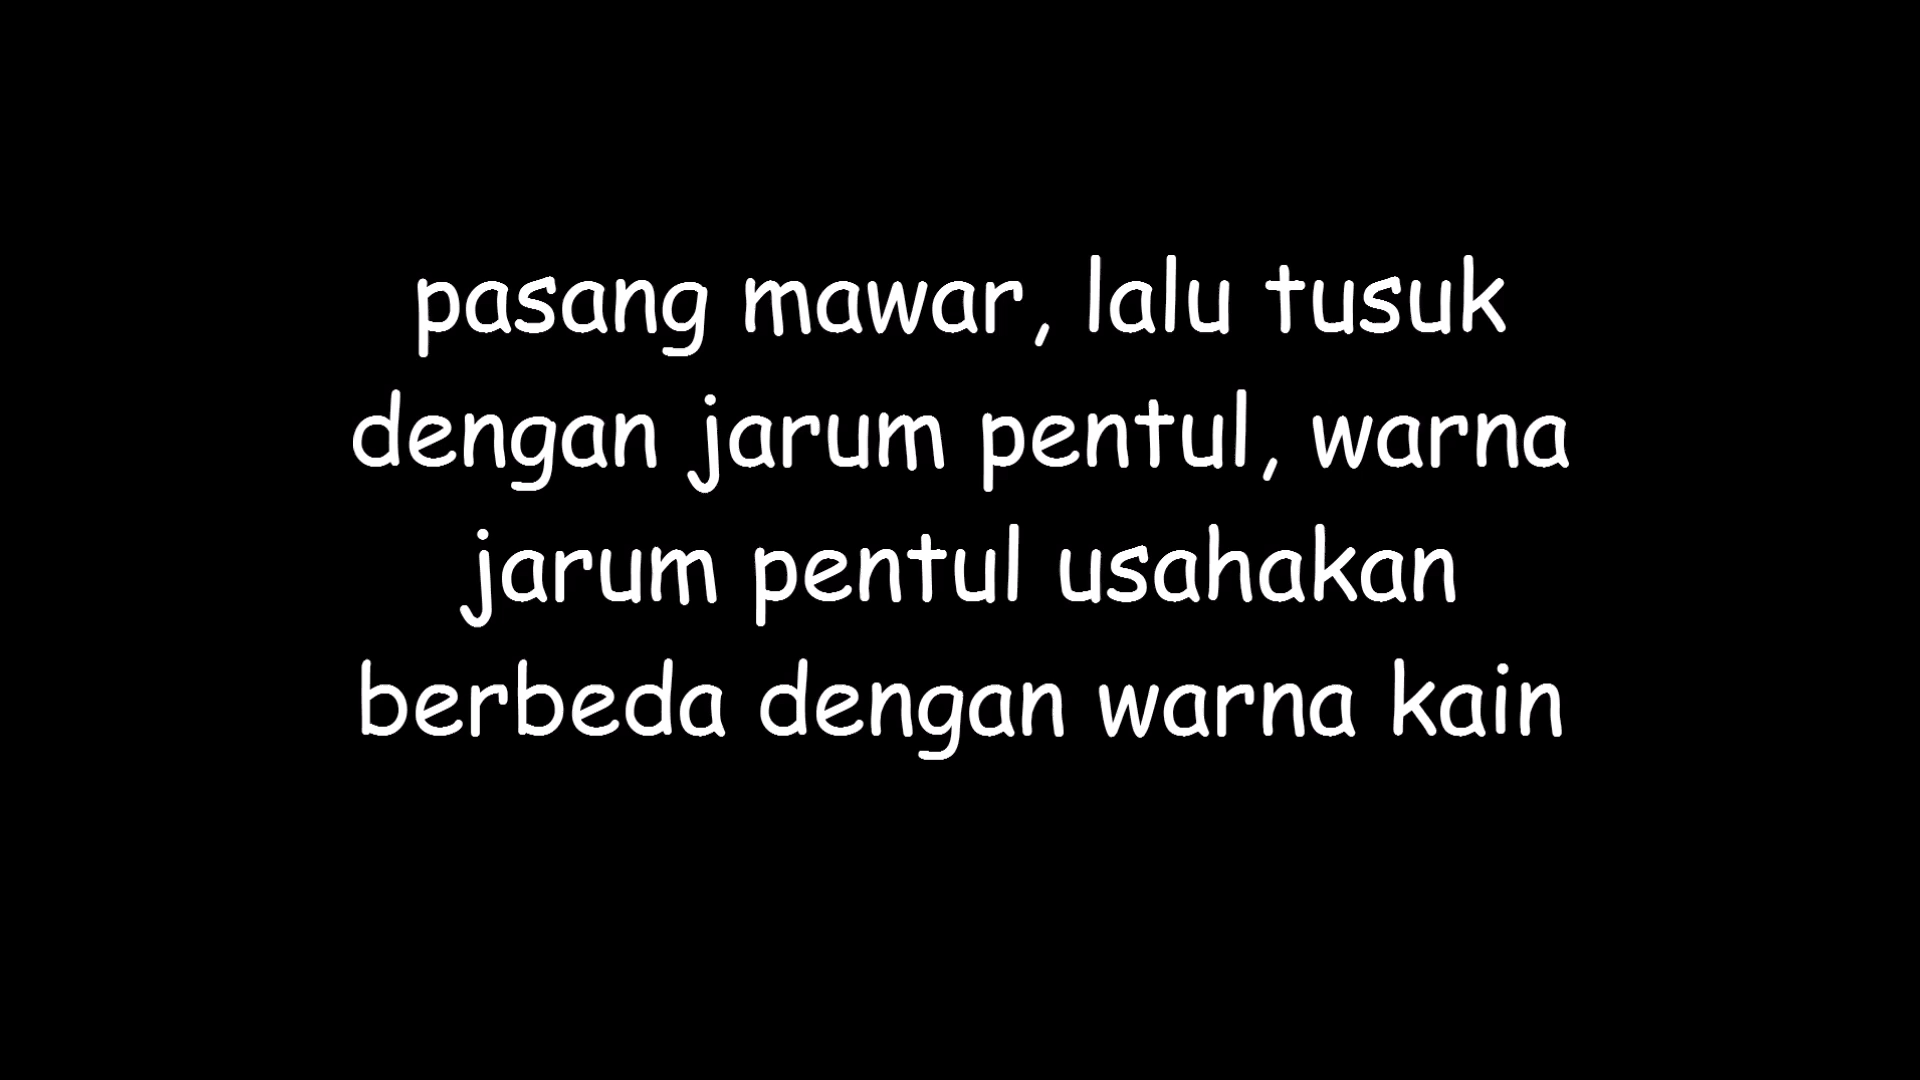 pasang mawar, lalu tusuk
dengan jarum pentul, warna
jarum pentul usahakan
berbeda dengan warna kain